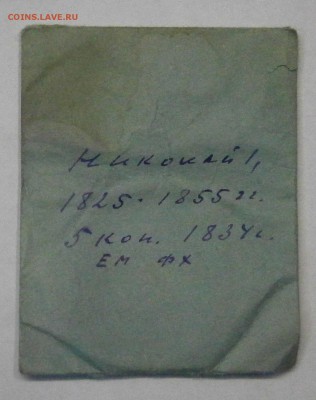 COINS.LAVE.RU
Николай I,
1825-1855 гг.
5 коп. 1834 г.
ЕМ ФХ